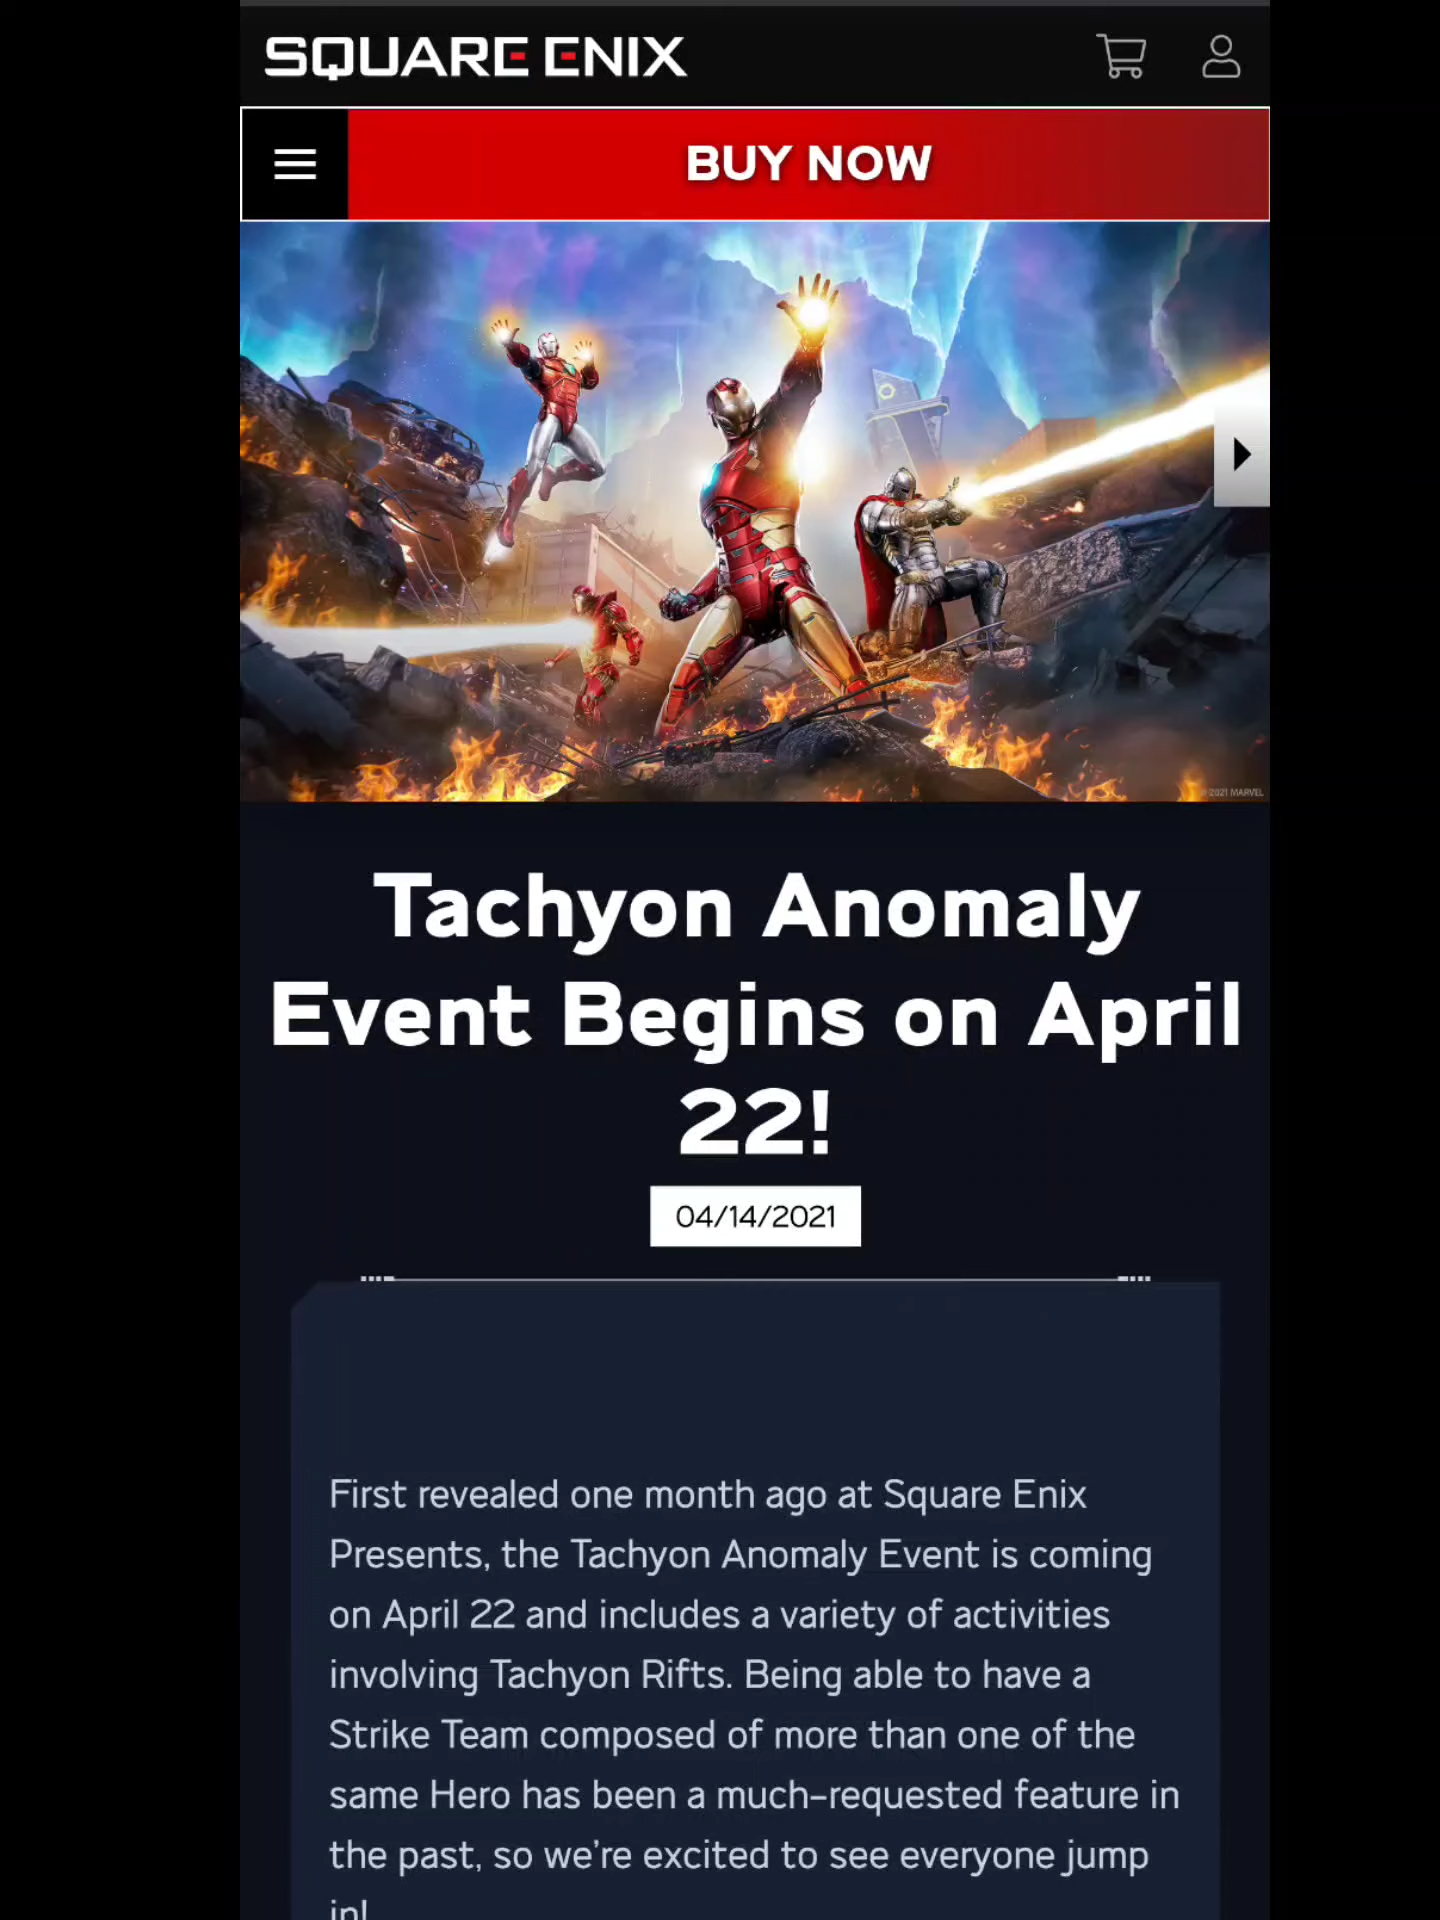 SQUARE ENIX
BUY NOW
©2021 MARVEL
Tachyon Anomaly
Event Begins on April
22!
04/14/2021
First revealed one month ago at Square Enix
Presents, the Tachyon Anomaly Event is coming
on April 22 and includes a variety of activities
involving Tachyon Rifts. Being able to have a
Strike Team composed of more than one of the
same Hero has been a much-requested feature in
the past, so we're excited to see everyone jump
in!